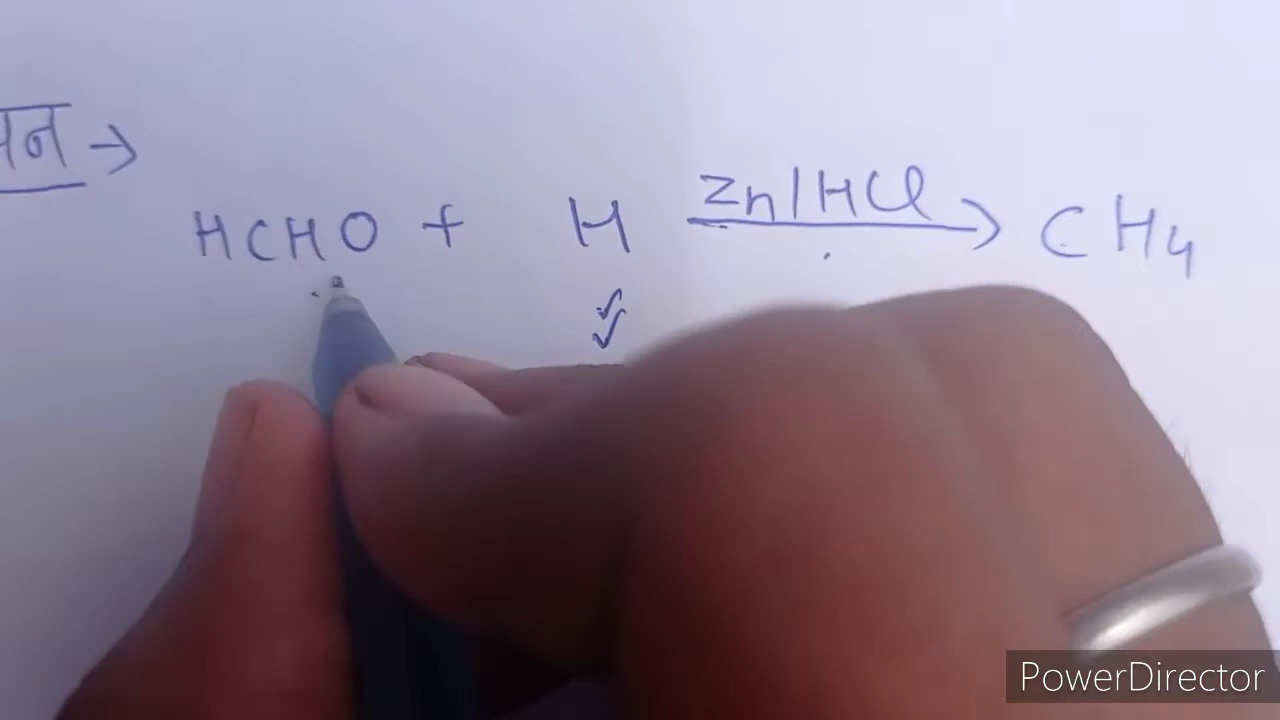 HCHO + H Zn/HCl → CH4
PowerDirector